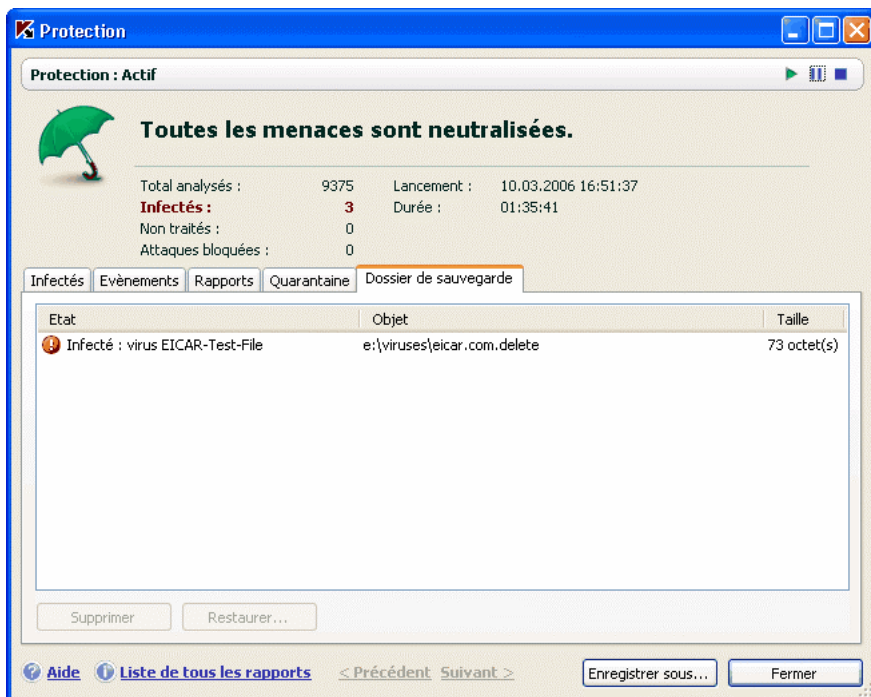 Protection
Protection : Actif
Toutes les menaces sont neutralisées.
Total analysés : 9375 Lancement : 10.03.2006 16:51:37
Infectés : 3 Durée : 01:35:41
Non traités : 0
Attaques bloquées : 0
Infectés Evènements Rapports Quarantaine Dossier de sauvegarde
Etat Objet Taille
Infecté : virus EICAR-Test-File e:\viruses\eicar.com.delete 73 octet(s)
Supprimer Restaurer...
Aide Liste de tous les rapports < Précédent Suivant > Enregistrer sous... Fermer